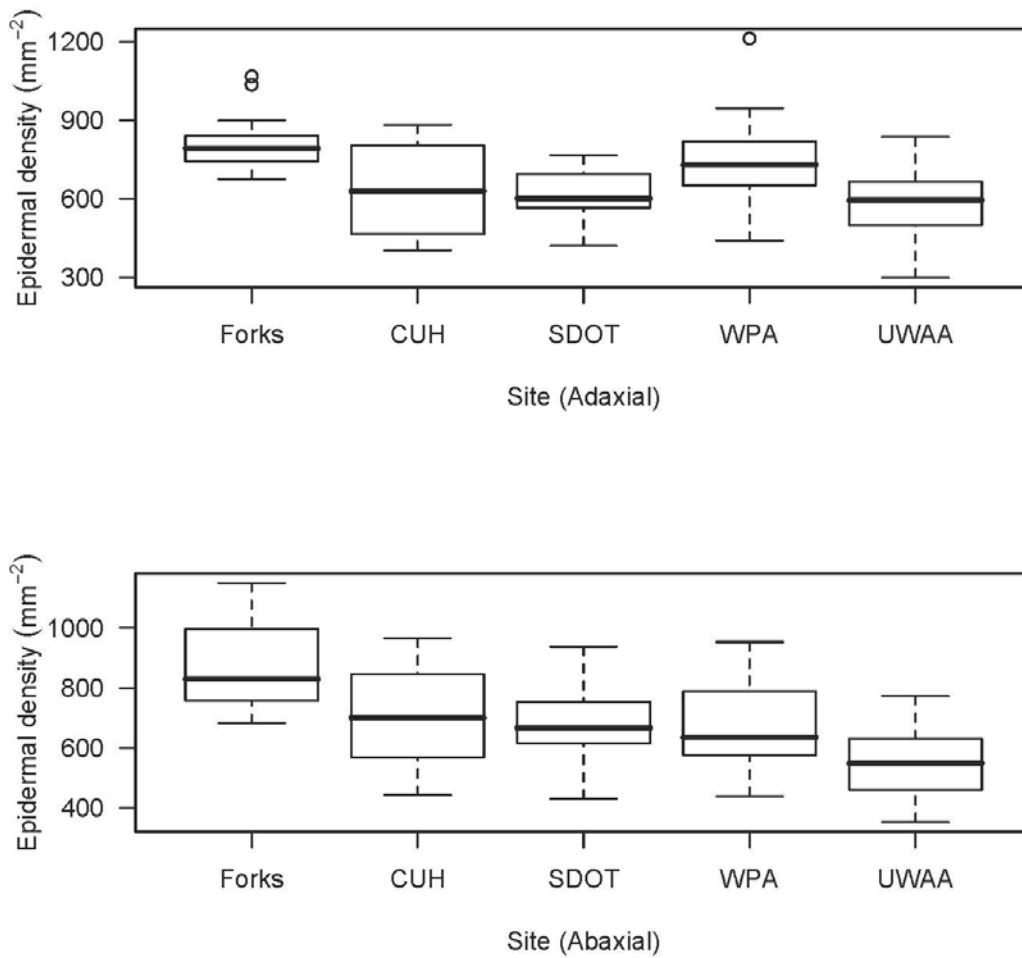 Epidermal density (mm⁻²)
1200
900
600
300
Forks CUH SDOT WPA UWAA
Site (Adaxial)
Epidermal density (mm⁻²)
1000
800
600
400
Forks CUH SDOT WPA UWAA
Site (Abaxial)